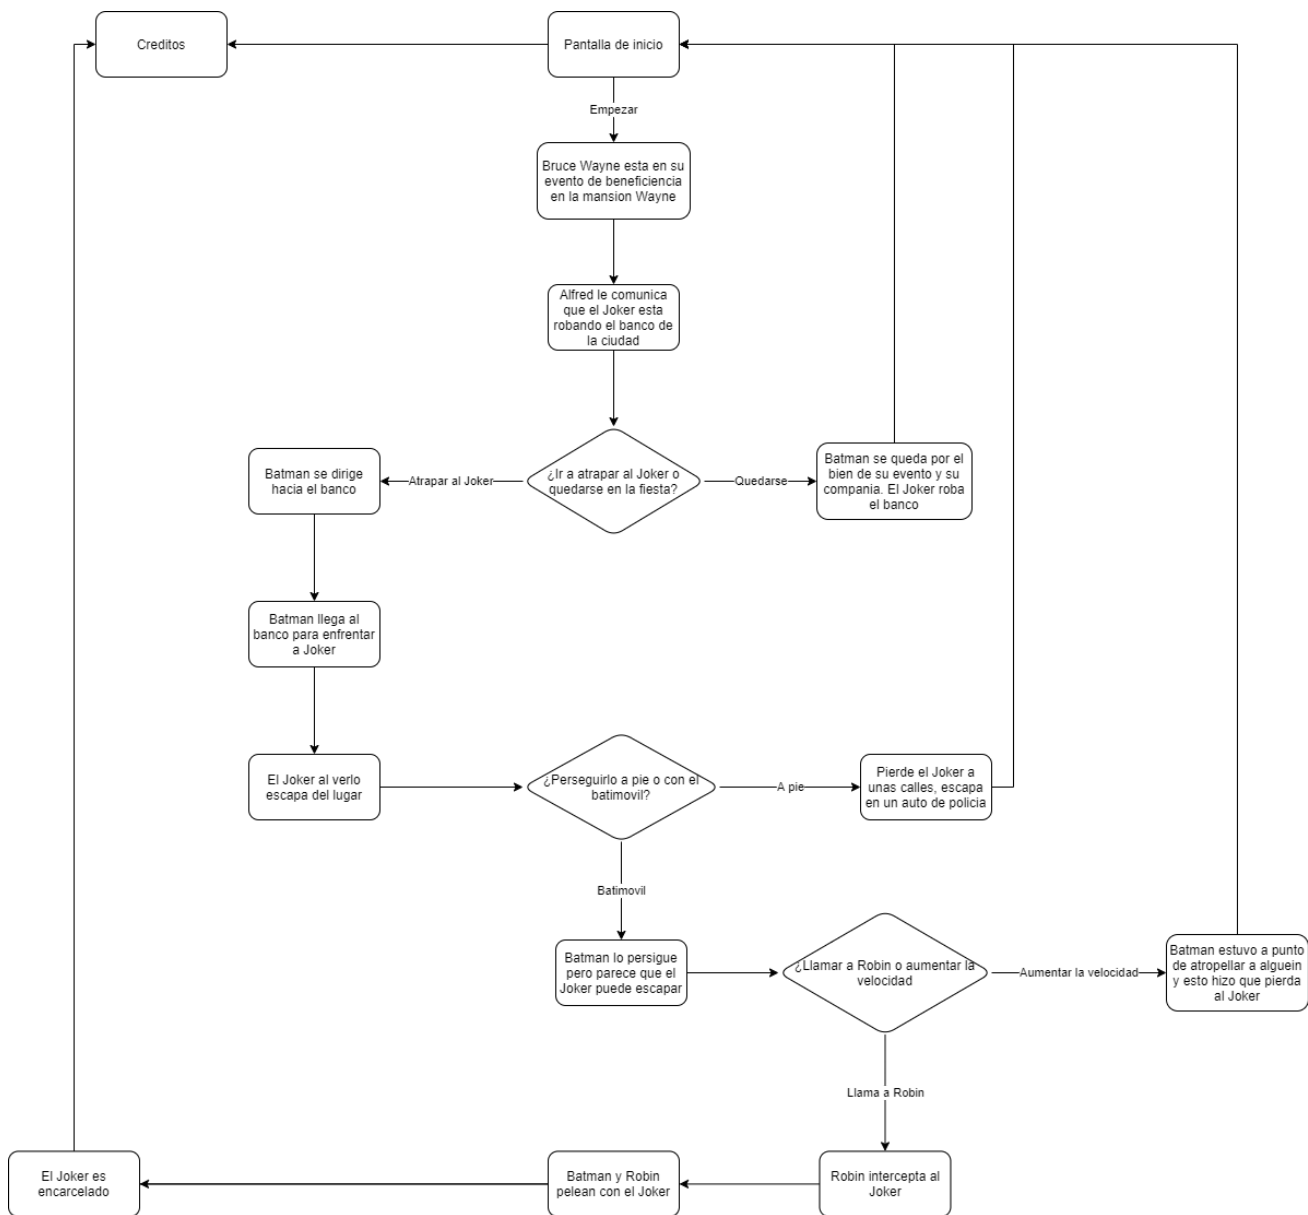 Creditos
Pantalla de inicio
Empezar
Bruce Wayne esta en su
evento de beneficiencia
en la mansion Wayne
Alfred le comunica
que el Joker esta
robando el banco de
la ciudad
Batman se dirige
hacia el banco
Atrapar al Joker
¿Ir a atrapar al Joker o
quedarse en la fiesta?
Quedarse
Batman se queda por el
bien de su evento y su
compania. El Joker roba
el banco
Batman llega al
banco para enfrentar
a Joker
El Joker al verlo
escapa del lugar
¿Perseguirlo a pie o con el
batimovil?
A pie
Pierde el Joker a
unas calles, escapa
en un auto de policia
Batimovil
Batman lo persigue
pero parece que el
Joker puede escapar
¿Llamar a Robin o aumentar la
velocidad
Aumentar la velocidad
Batman estuvo a punto
de atropellar a alguein
y esto hizo que pierda
al Joker
Llama a Robin
El Joker es
encarcelado
Batman y Robin
pelean con el Joker
Robin intercepta al
Joker